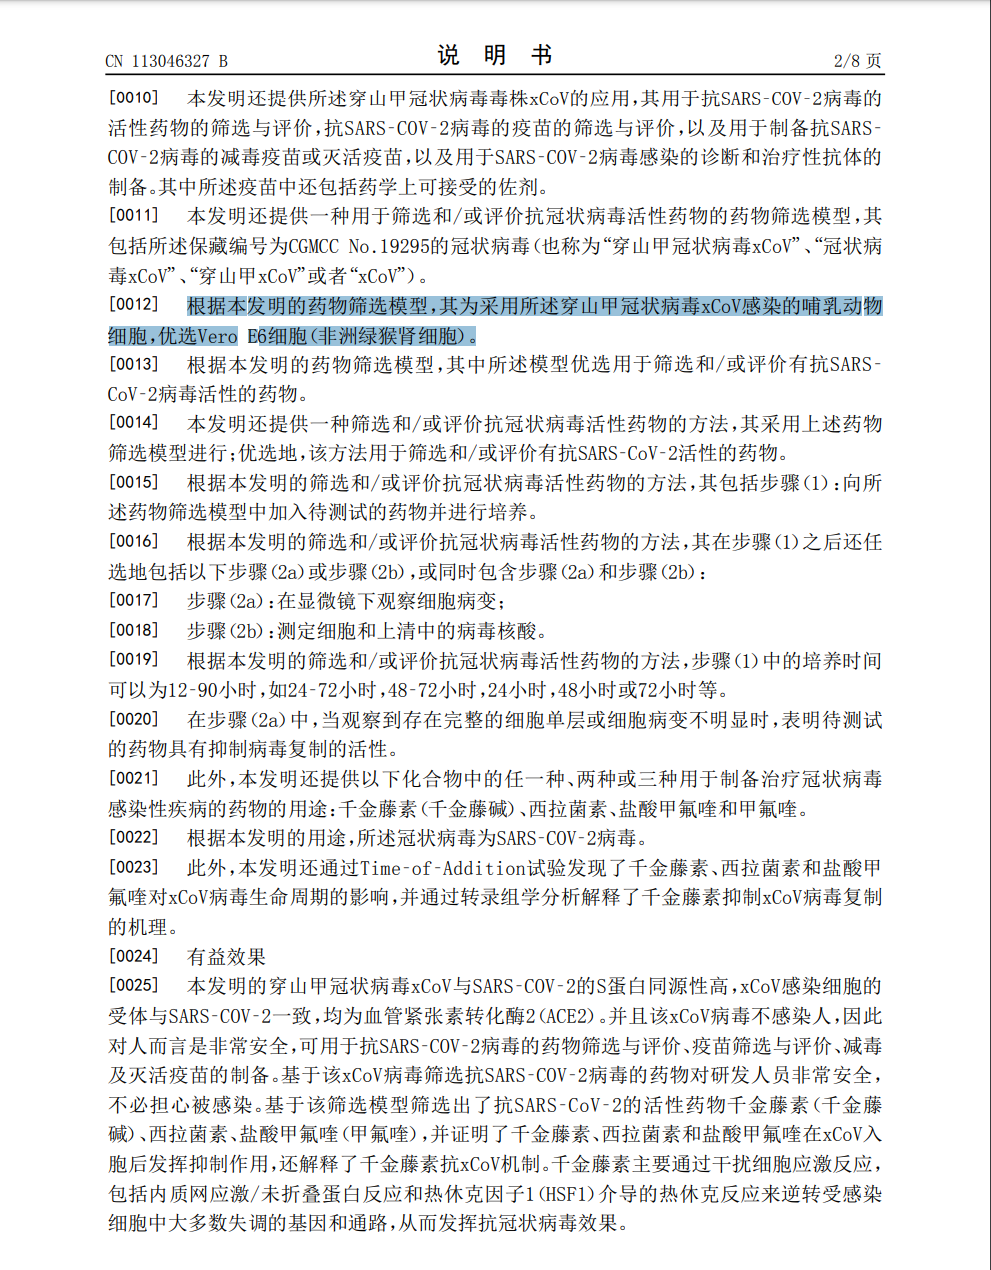 CN 113046327 B
说 明 书
2/8 页
[0010] 本发明还提供所述穿山甲冠状病毒毒株xCoV的应用,其用于抗SARS-COV-2病毒的
活性药物的筛选与评价,抗SARS-COV-2病毒的疫苗的筛选与评价,以及用于制备抗SARS-
COV-2病毒的减毒疫苗或灭活疫苗,以及用于SARS-COV-2病毒感染的诊断和治疗性抗体的
制备。其中所述疫苗中还包括药学上可接受的佐剂。
[0011] 本发明还提供一种用于筛选和/或评价抗冠状病毒活性药物的药物筛选模型,其
包括所述保藏编号为CGMCC No.19295的冠状病毒(也称为“穿山甲冠状病毒xCoV”、“冠状病
毒xCoV”、“穿山甲xCoV”或者“xCoV”)。
[0012] 根据本发明的药物筛选模型,其为采用所述穿山甲冠状病毒xCoV感染的哺乳动物
细胞,优选Vero E6细胞(非洲绿猴肾细胞)。
[0013] 根据本发明的药物筛选模型,其中所述模型优选用于筛选和/或评价有抗SARS-
CoV-2病毒活性的药物。
[0014] 本发明还提供一种筛选和/或评价抗冠状病毒活性药物的方法,其采用上述药物
筛选模型进行;优选地,该方法用于筛选和/或评价有抗SARS-CoV-2活性的药物。
[0015] 根据本发明的筛选和/或评价抗冠状病毒活性药物的方法,其包括步骤(1):向所
述药物筛选模型中加入待测试的药物并进行培养。
[0016] 根据本发明的筛选和/或评价抗冠状病毒活性药物的方法,其在步骤(1)之后还任
选地包括以下步骤(2a)或步骤(2b),或同时包含步骤(2a)和步骤(2b):
[0017] 步骤(2a):在显微镜下观察细胞病变;
[0018] 步骤(2b):测定细胞和上清中的病毒核酸。
[0019] 根据本发明的筛选和/或评价抗冠状病毒活性药物的方法,步骤(1)中的培养时间
可以为12-90小时,如24-72小时,48-72小时,24小时,48小时或72小时等。
[0020] 在步骤(2a)中,当观察到存在完整的细胞单层或细胞病变不明显时,表明待测试
的药物具有抑制病毒复制的活性。
[0021] 此外,本发明还提供以下化合物中的任一种、两种或三种用于制备治疗冠状病毒
感染性疾病的药物的用途:千金藤素(千金藤碱)、西拉菌素、盐酸甲氟喹和甲氟喹。
[0022] 根据本发明的用途,所述冠状病毒为SARS-COV-2病毒。
[0023] 此外,本发明还通过Time-of-Addition试验发现了千金藤素、西拉菌素和盐酸甲
氟喹对xCoV病毒生命周期的影响,并通过转录组学分析解释了千金藤素抑制xCoV病毒复制
的机理。
[0024] 有益效果
[0025] 本发明的穿山甲冠状病毒xCoV与SARS-COV-2的S蛋白同源性高,xCoV感染细胞的
受体与SARS-COV-2一致,均为血管紧张素转化酶2(ACE2)。并且该xCoV病毒不感染人,因此
对人而言是非常安全,可用于抗SARS-COV-2病毒的药物筛选与评价、疫苗筛选与评价、减毒
及灭活疫苗的制备。基于该xCoV病毒筛选抗SARS-COV-2病毒的药物对研发人员非常安全,
不必担心被感染。基于该筛选模型筛选出了抗SARS-CoV-2的活性药物千金藤素(千金藤
碱)、西拉菌素、盐酸甲氟喹(甲氟喹),并证明了千金藤素、西拉菌素和盐酸甲氟喹在xCoV入
胞后发挥抑制作用,还解释了千金藤素抗xCoV机制。千金藤素主要通过干扰细胞应激反应,
包括内质网应激/未折叠蛋白反应和热休克因子1(HSF1)介导的热休克反应来逆转受感染
细胞中大多数失调的基因和通路,从而发挥抗冠状病毒效果。